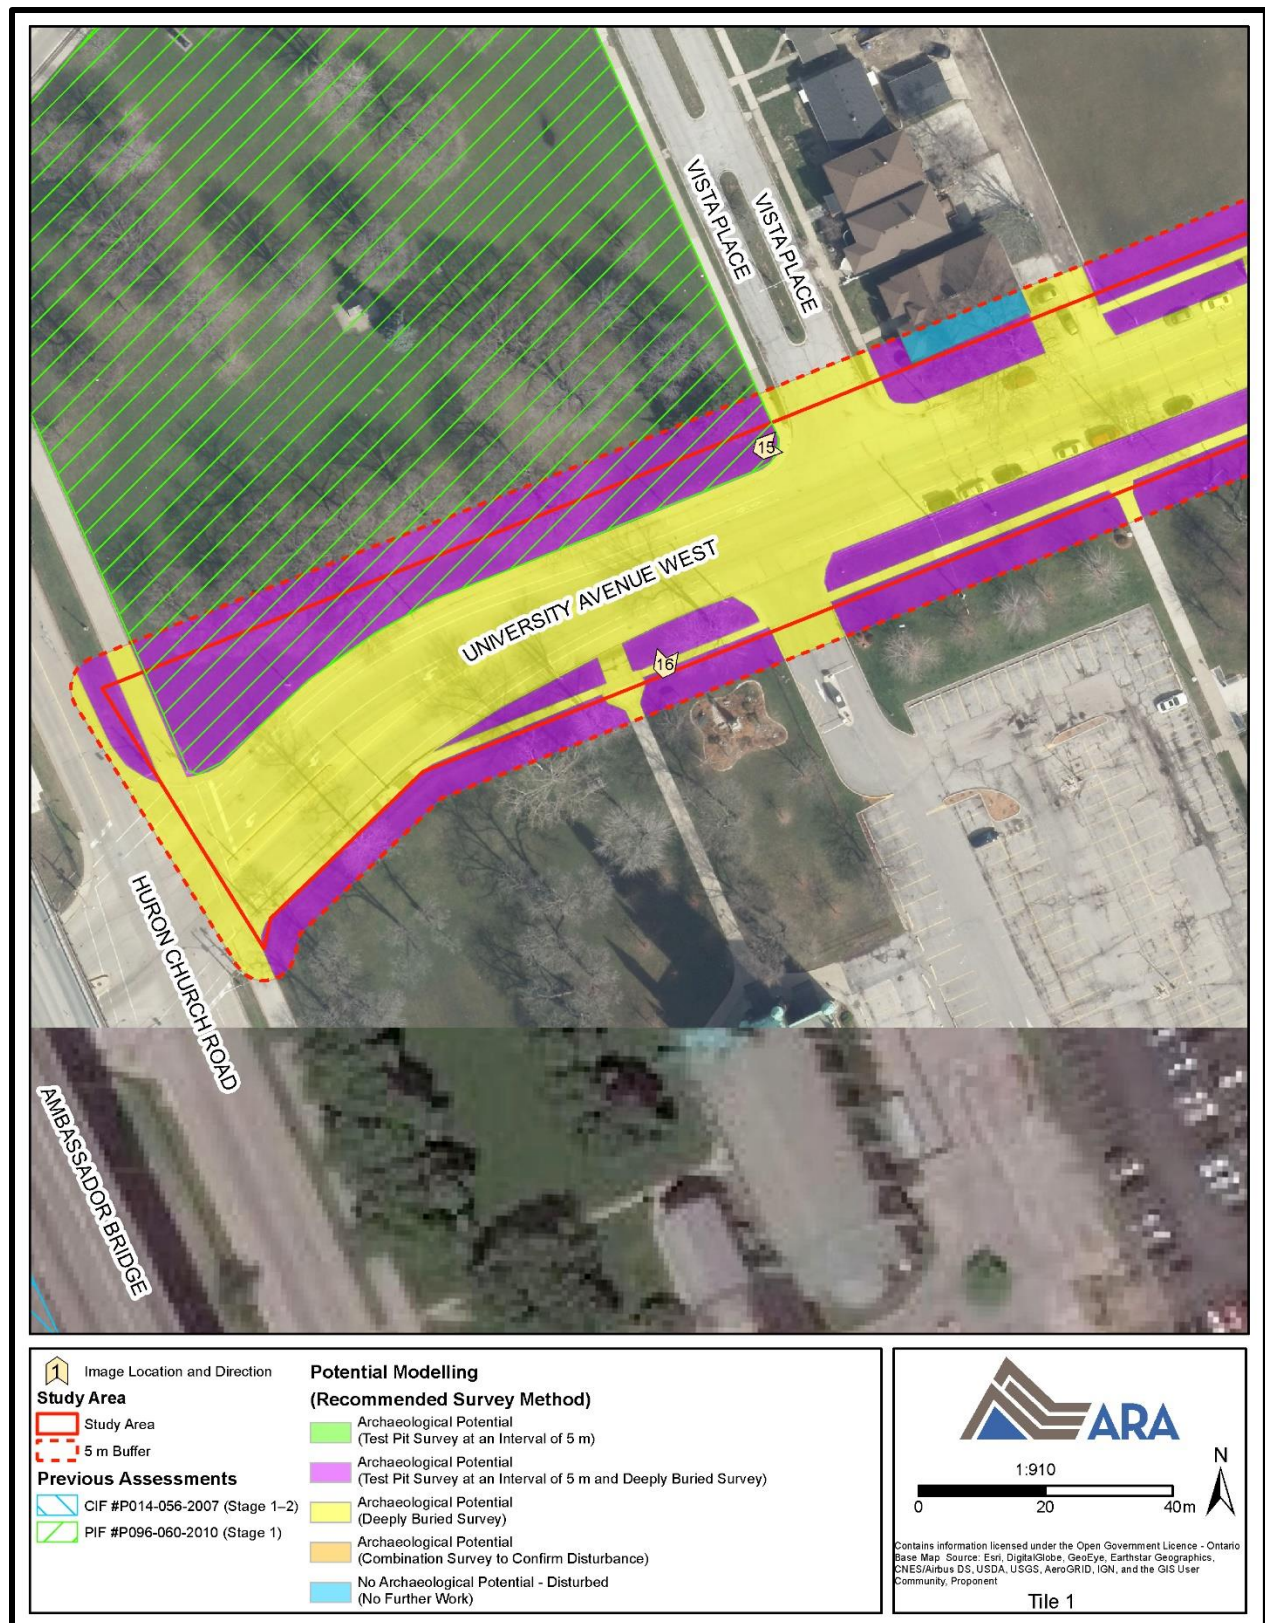 VISTA PLACE
VISTA PLACE
15
UNIVERSITY AVENUE WEST
16
HURON CHURCH ROAD
AMBASSADOR BRIDGE
1 Image Location and Direction
Study Area
Study Area
5 m Buffer
Previous Assessments
CIF #P014-056-2007 (Stage 1–2)
PIF #P096-060-2010 (Stage 1)
Potential Modelling
(Recommended Survey Method)
Archaeological Potential
(Test Pit Survey at an Interval of 5 m)
Archaeological Potential
(Test Pit Survey at an Interval of 5 m and Deeply Buried Survey)
Archaeological Potential
(Deeply Buried Survey)
Archaeological Potential
(Combination Survey to Confirm Disturbance)
No Archaeological Potential - Disturbed
(No Further Work)
ARA
N
1:910
0 20 40m
Contains information licensed under the Open Government Licence - Ontario
Base Map Source: Esri, DigitalGlobe, GeoEye, Earthstar Geographics,
CNES/Airbus DS, USDA, USGS, AeroGRID, IGN, and the GIS User
Community, Proponent
Tile 1